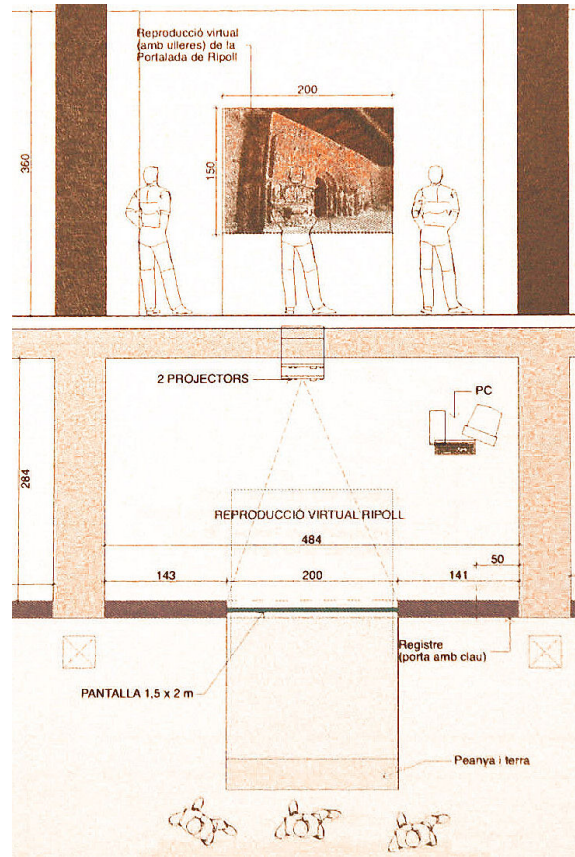 Reproducció virtual
(amb ulleres) de la
Portalada de Ripoll
200
360
150
2 PROJECTORS
PC
284
REPRODUCCIÓ VIRTUAL RIPOLL
484
50
143
200
141
Registre
(porta amb clau)
PANTALLA 1,5 x 2 m
Peanya i terra